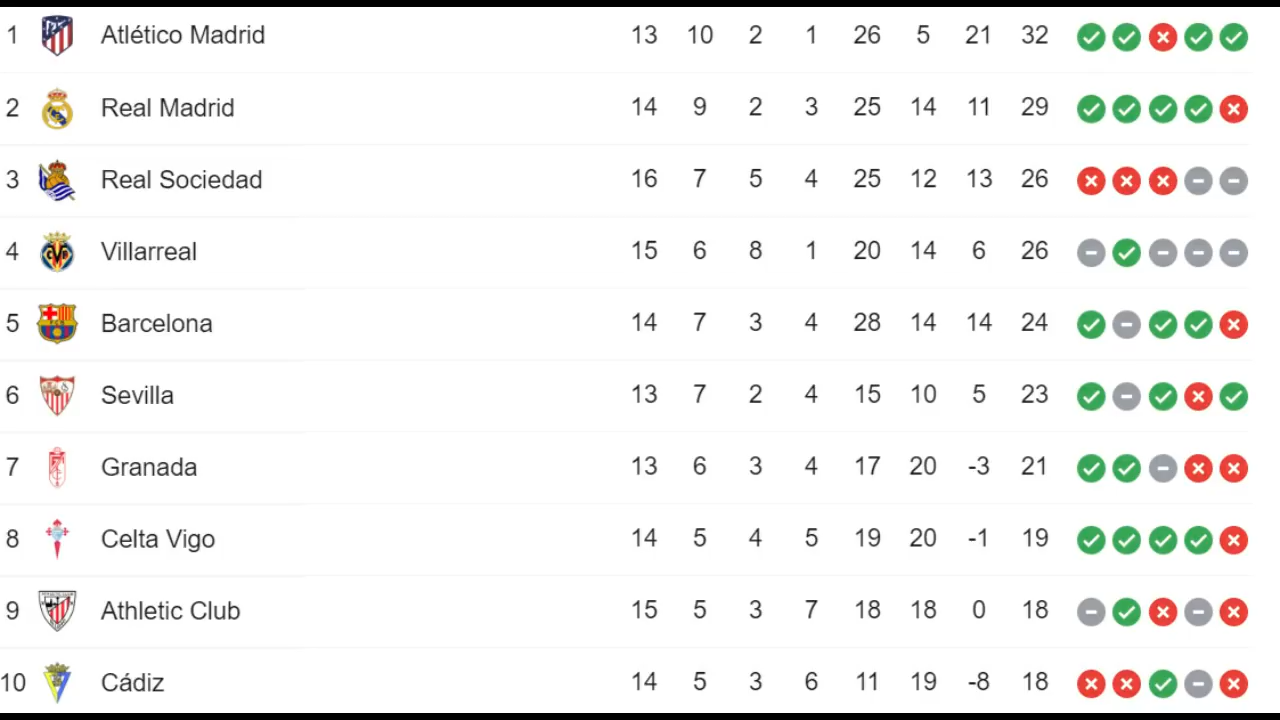 1 Atlético Madrid 13 10 2 1 26 5 21 32
2 Real Madrid 14 9 2 3 25 14 11 29
3 Real Sociedad 16 7 5 4 25 12 13 26
4 Villarreal 15 6 8 1 20 14 6 26
5 Barcelona 14 7 3 4 28 14 14 24
6 Sevilla 13 7 2 4 15 10 5 23
7 Granada 13 6 3 4 17 20 -3 21
8 Celta Vigo 14 5 4 5 19 20 -1 19
9 Athletic Club 15 5 3 7 18 18 0 18
10 Cádiz 14 5 3 6 11 19 -8 18